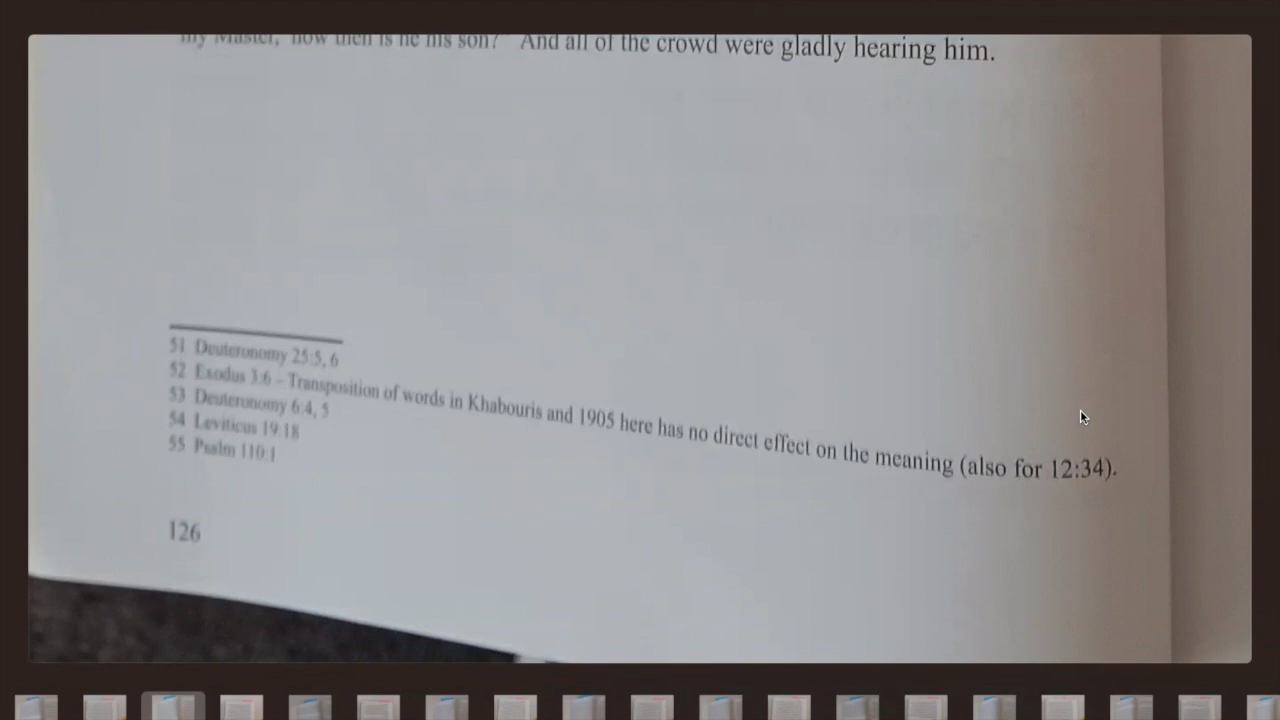 my Master,' how then is he his son?" And all of the crowd were gladly hearing him.
51 Deuteronomy 25:5, 6
52 Exodus 3:6 – Transposition of words in Khabouris and 1905 here has no direct effect on the meaning (also for 12:34).
53 Deuteronomy 6:4, 5
54 Leviticus 19:18
55 Psalm 110:1
126